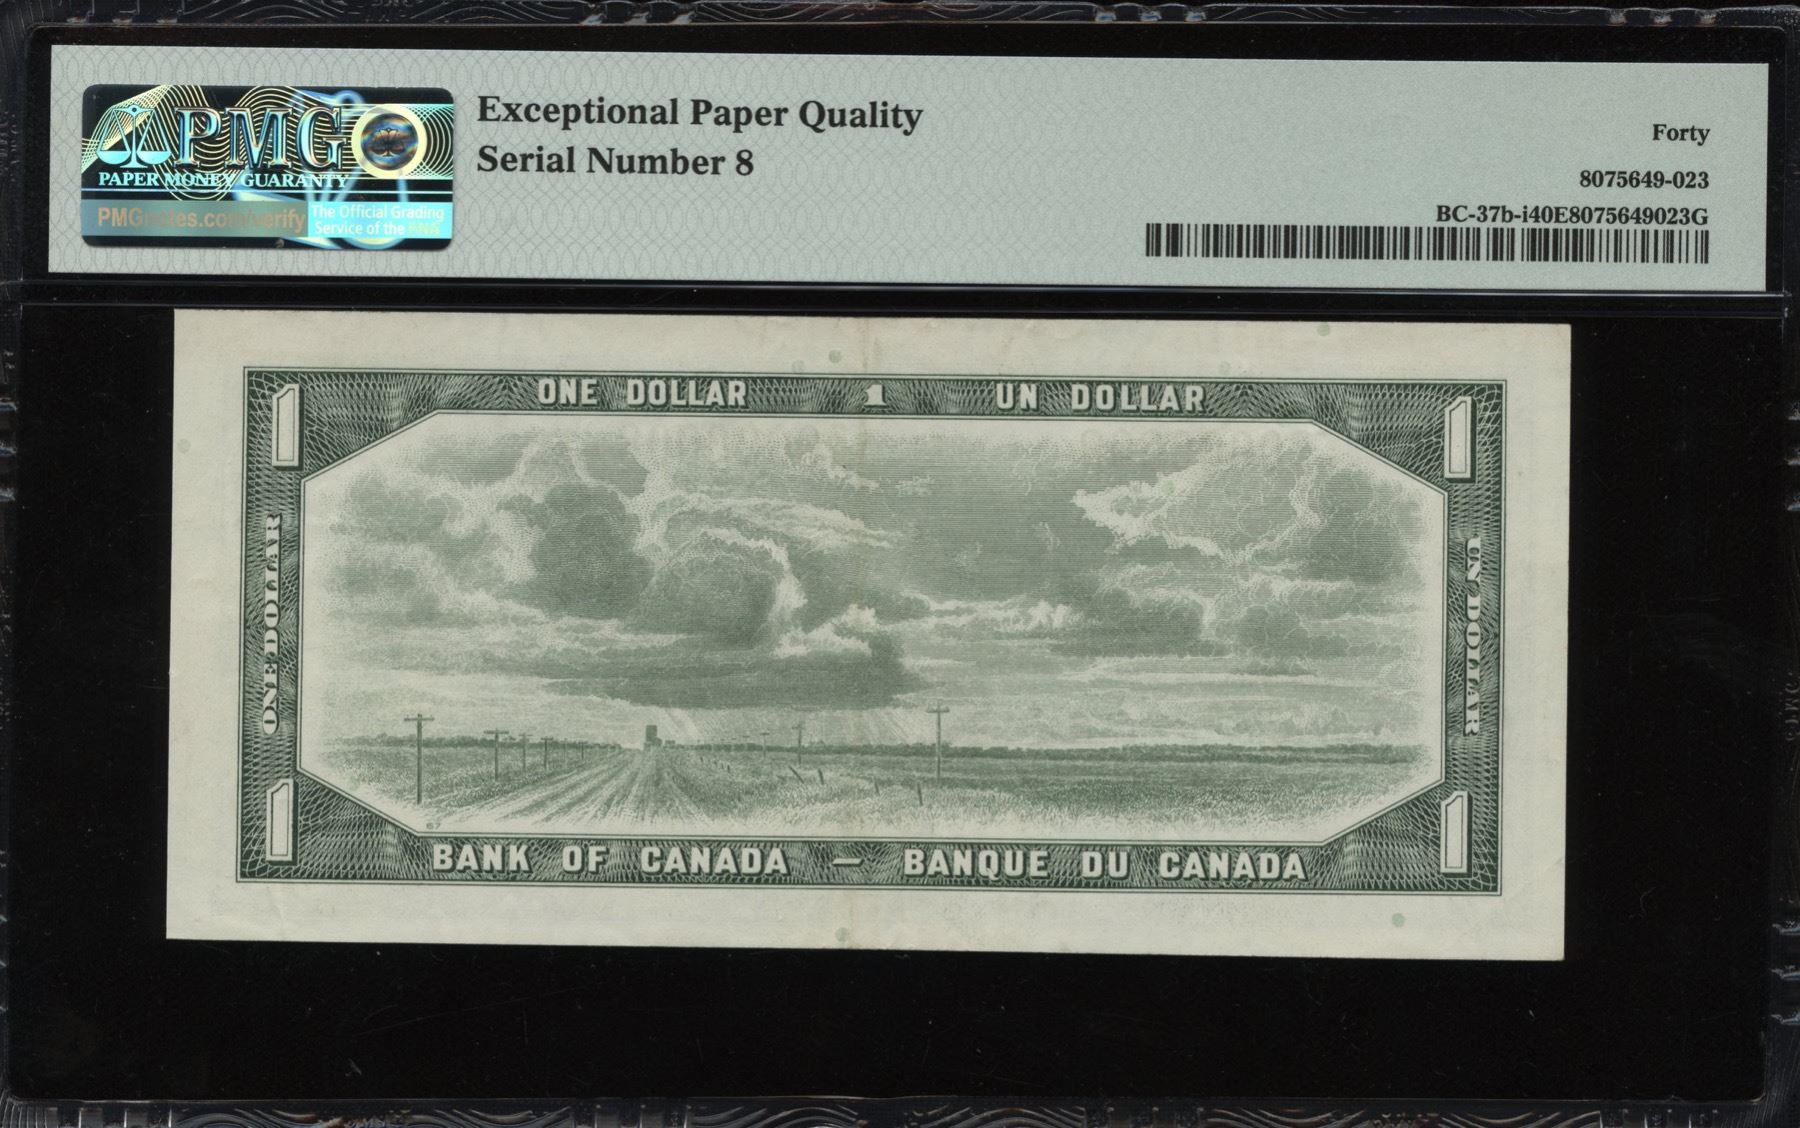 PMG
PAPER MONEY GUARANTY
PMGnotes.com/verify
The Official Grading
Service of the ANA
Exceptional Paper Quality
Serial Number 8
Forty
8075649-023
BC-37b-i40E8075649023G
1 ONE DOLLAR 1 UN DOLLAR 1
ONE DOLLAR
UN DOLLAR
67
1 BANK OF CANADA — BANQUE DU CANADA 1